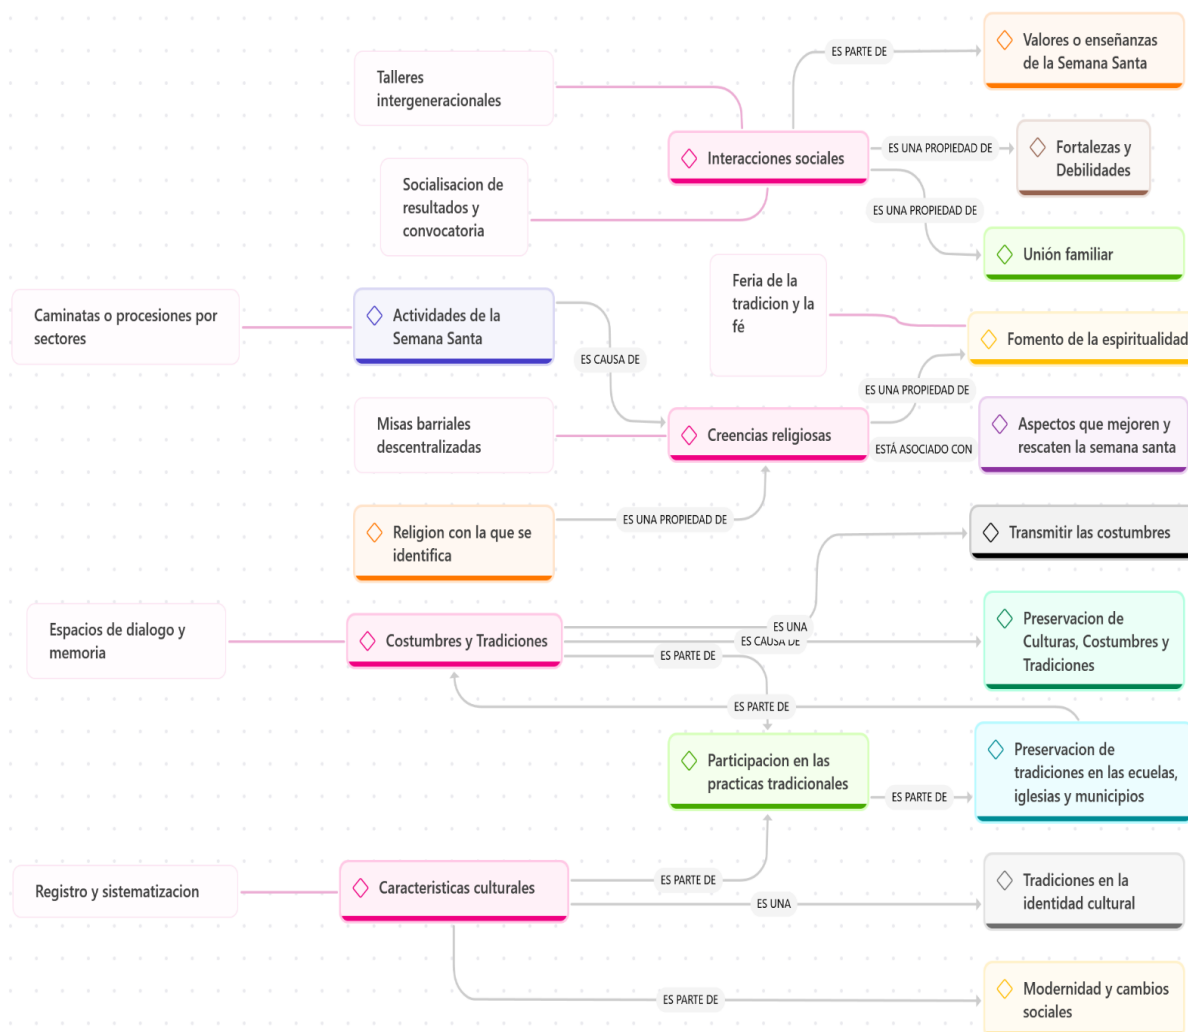 Valores o enseñanzas
de la Semana Santa
ES PARTE DE
Talleres
intergeneracionales
Interacciones sociales
ES UNA PROPIEDAD DE
Fortalezas y
Debilidades
Socialisacion de
resultados y
convocatoria
ES UNA PROPIEDAD DE
Unión familiar
Feria de la
tradicion y la
fé
Caminatas o procesiones por
sectores
Actividades de la
Semana Santa
ES CAUSA DE
Fomento de la espiritualidad
ES UNA PROPIEDAD DE
Misas barriales
descentralizadas
Creencias religiosas
ESTÁ ASOCIADO CON
Aspectos que mejoren y
rescaten la semana santa
Religion con la que se
identifica
ES UNA PROPIEDAD DE
Transmitir las costumbres
Espacios de dialogo y
memoria
Costumbres y Tradiciones
ES UNA
ES CAUSA DE
ES PARTE DE
Preservacion de
Culturas, Costumbres y
Tradiciones
ES PARTE DE
Participacion en las
practicas tradicionales
ES PARTE DE
Preservacion de
tradiciones en las ecuelas,
iglesias y municipios
Registro y sistematizacion
Caracteristicas culturales
ES PARTE DE
ES UNA
Tradiciones en la
identidad cultural
ES PARTE DE
Modernidad y cambios
sociales